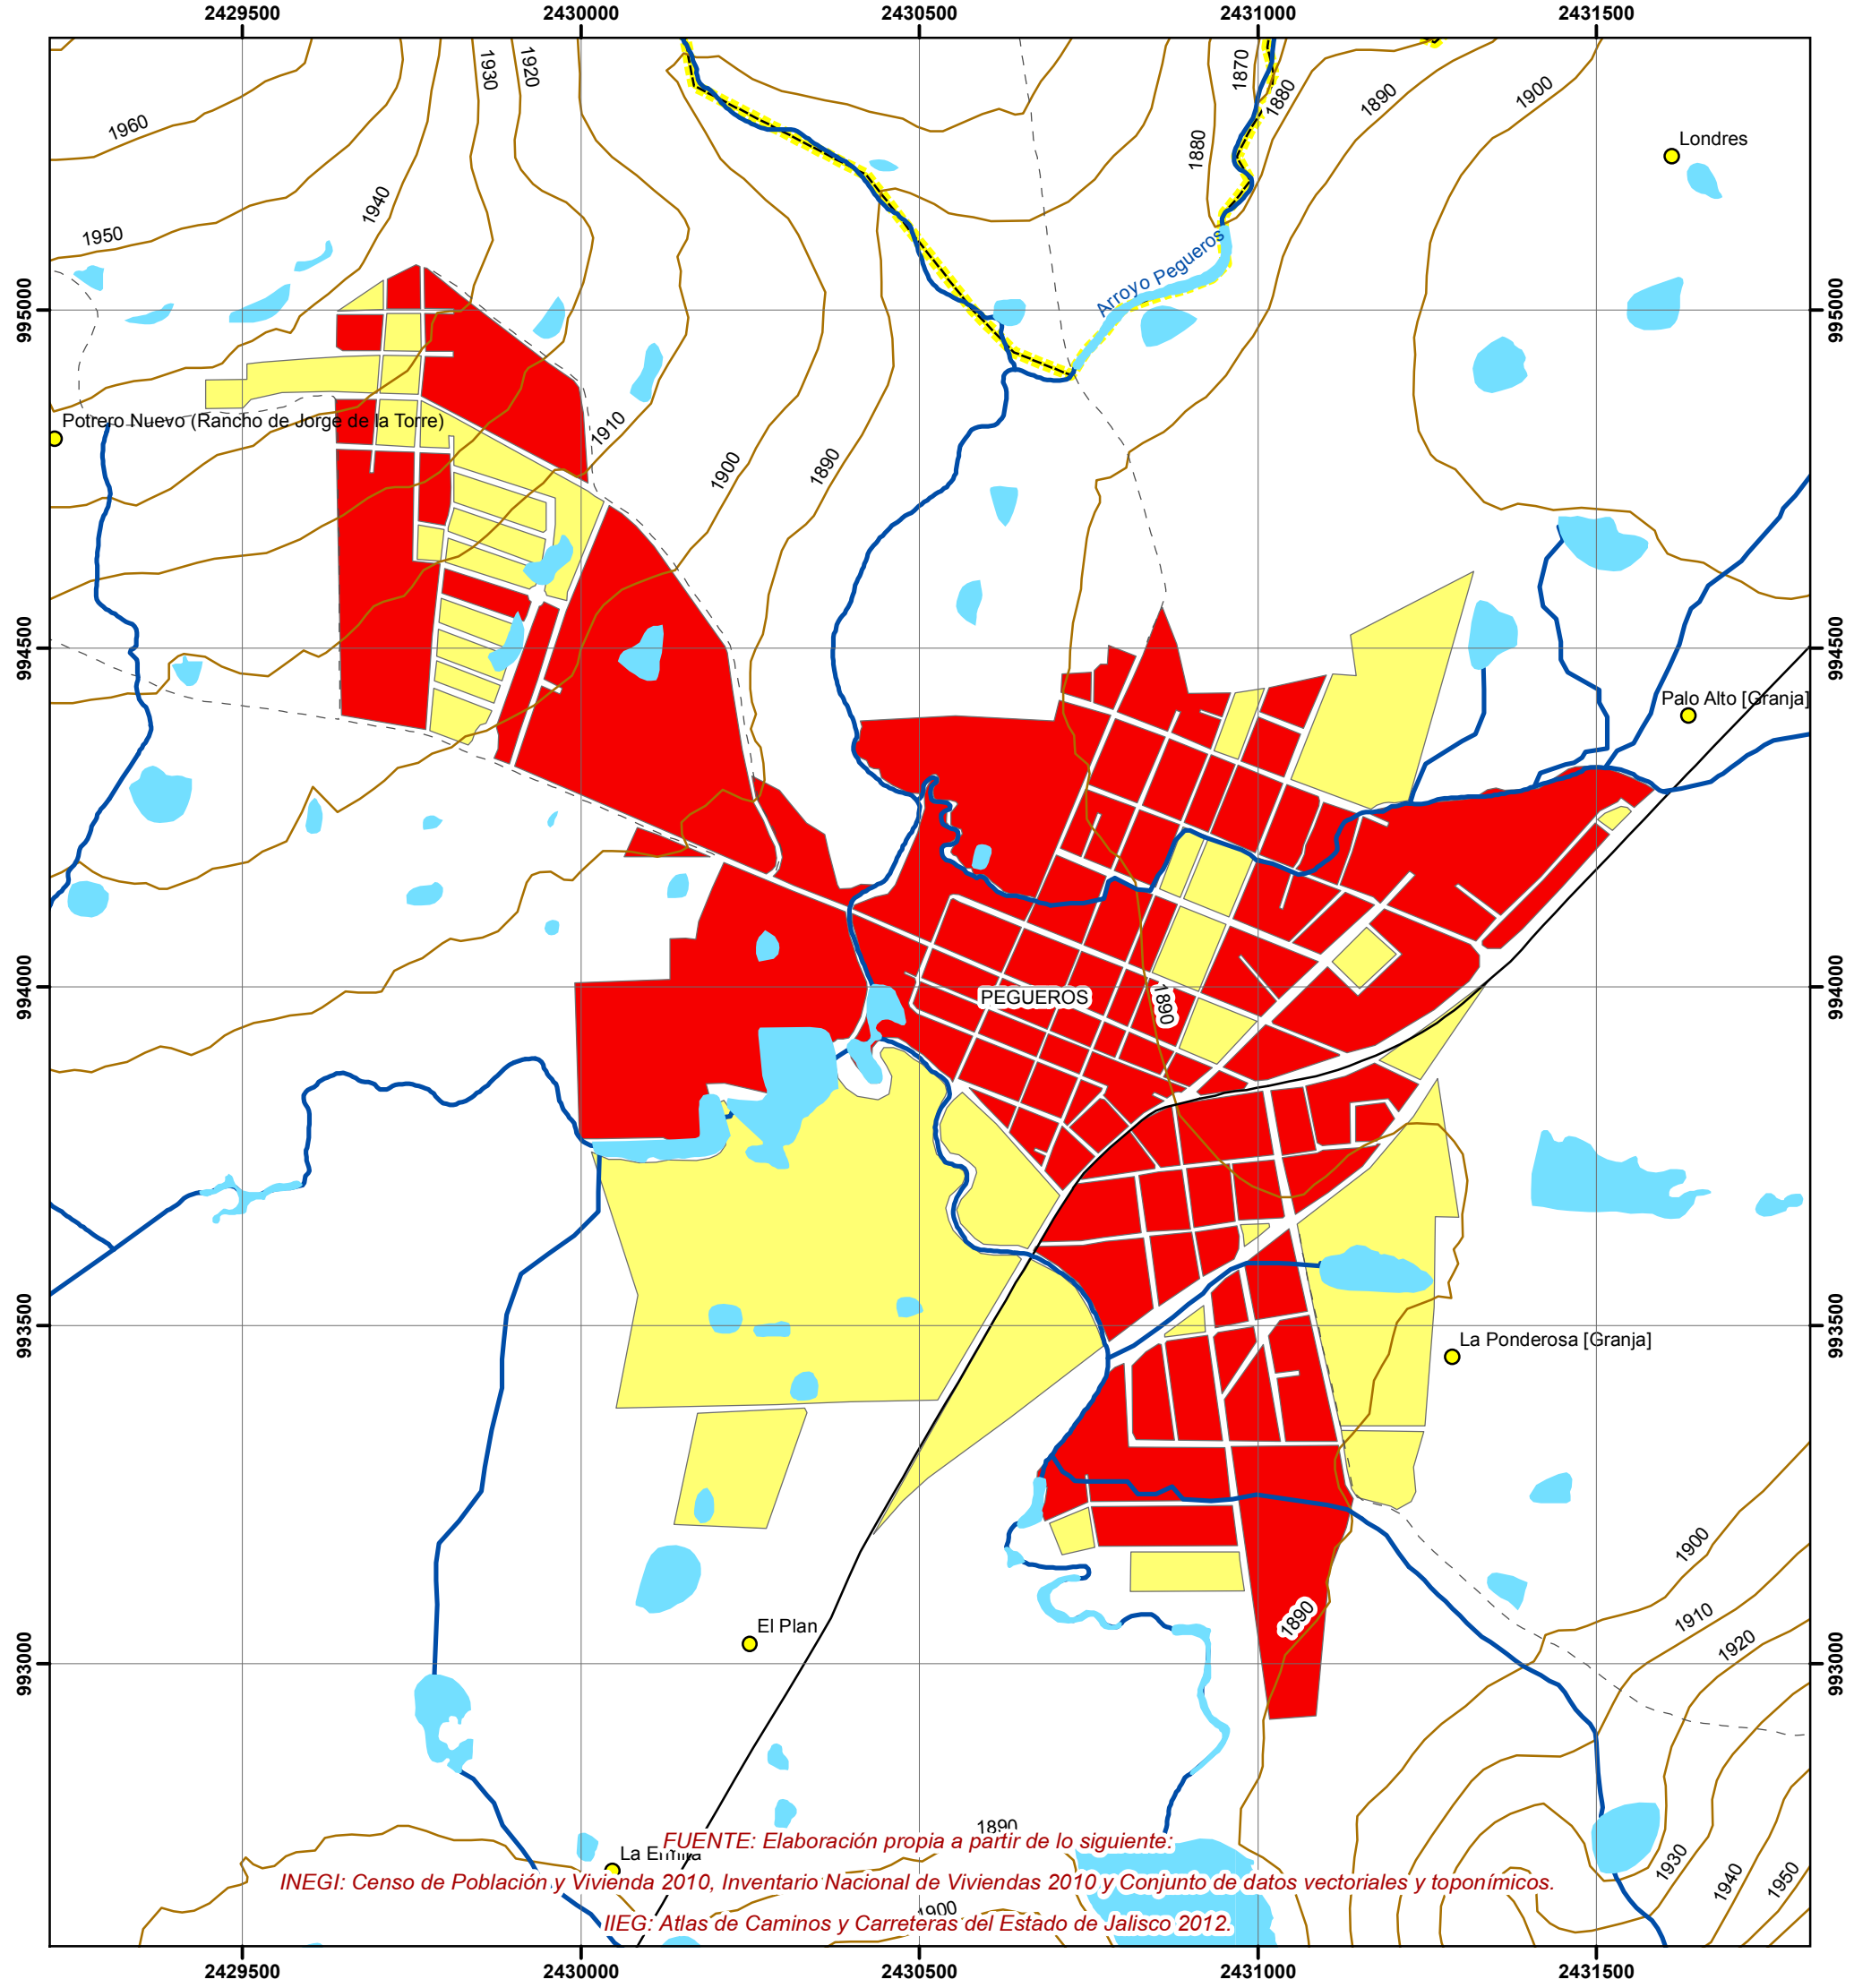 2429500 2430000 2430500 2431000 2431500
1930
1920
1870
1880
1890
1900
1960
1880
Londres
1940
1950
Arroyo Pegueros
995000
995000
Potrero Nuevo (Rancho de Jorge de la Torre)
1910
1900
1890
994500
994500
Palo Alto [Granja]
994000
PEGUEROS
1890
994000
993500
La Ponderosa [Granja]
993500
1900
1910
1920
1890
El Plan
993000
993000
1890
FUENTE: Elaboración propia a partir de lo siguiente:
La Ermita
1930
1940
1950
INEGI: Censo de Población y Vivienda 2010, Inventario Nacional de Viviendas 2010 y Conjunto de datos vectoriales y toponímicos.
1900
IIEG: Atlas de Caminos y Carreteras del Estado de Jalisco 2012.
2429500 2430000 2430500 2431000 2431500